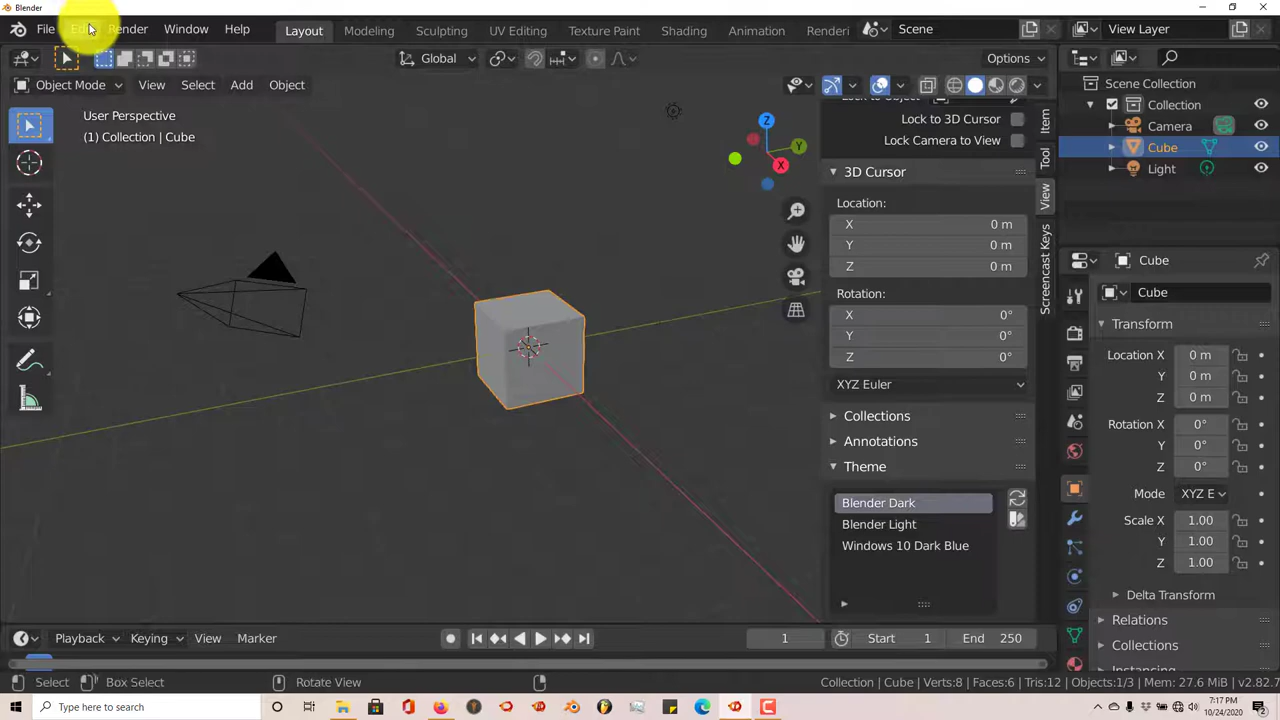 Blender
File Edit Render Window Help Layout Modeling Sculpting UV Editing Texture Paint Shading Animation Renderi Scene View Layer
Global Options
Object Mode View Select Add Object
User Perspective
(1) Collection | Cube
Z
Y
X
Lock to Object
Lock to 3D Cursor
Lock Camera to View
3D Cursor
Location:
X 0 m
Y 0 m
Z 0 m
Rotation:
X 0°
Y 0°
Z 0°
XYZ Euler
Collections
Annotations
Theme
Blender Dark
Blender Light
Windows 10 Dark Blue
Item
Tool
View
Screencast Keys
Scene Collection
Collection
Camera
Cube
Light
Cube
Cube
Transform
Location X 0 m
Y 0 m
Z 0 m
Rotation X 0°
Y 0°
Z 0°
Mode XYZ E
Scale X 1.00
Y 1.00
Z 1.00
Delta Transform
Relations
Collections
Instancing
Playback Keying View Marker 1 Start 1 End 250
Select Box Select Rotate View Collection | Cube | Verts:8 | Faces:6 | Tris:12 | Objects:1/3 | Mem: 27.6 MiB | v2.82.7
Type here to search
7:17 PM
10/24/2020